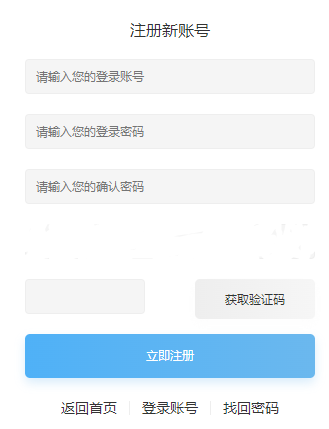 注册新账号
请输入您的登录账号
请输入您的登录密码
请输入您的确认密码
获取验证码
立即注册
返回首页 登录账号 找回密码